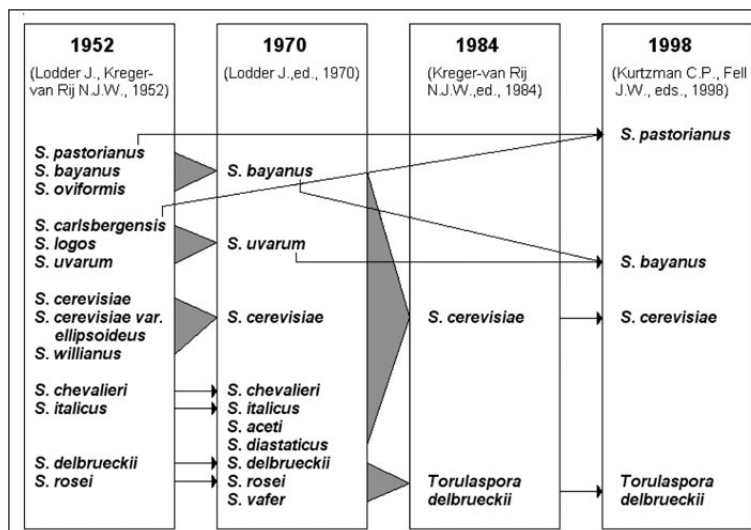 1952
(Lodder J., Kreger-
van Rij N.J.W., 1952)
S. pastorianus
S. bayanus
S. oviformis
S. carlsbergensis
S. logos
S. uvarum
S. cerevisiae
S. cerevisiae var.
ellipsoideus
S. willianus
S. chevalieri
S. italicus
S. delbrueckii
S. rosei
1970
(Lodder J.,ed., 1970)
S. bayanus
S. uvarum
S. cerevisiae
S. chevalieri
S. italicus
S. aceti
S. diastaticus
S. delbrueckii
S. rosei
S. vafer
1984
(Kreger-van Rij
N.J.W.,ed., 1984)
S. cerevisiae
Torulaspora
delbrueckii
1998
(Kurtzman C.P., Fell
J.W., eds., 1998)
S. pastorianus
S. bayanus
S. cerevisiae
Torulaspora
delbrueckii